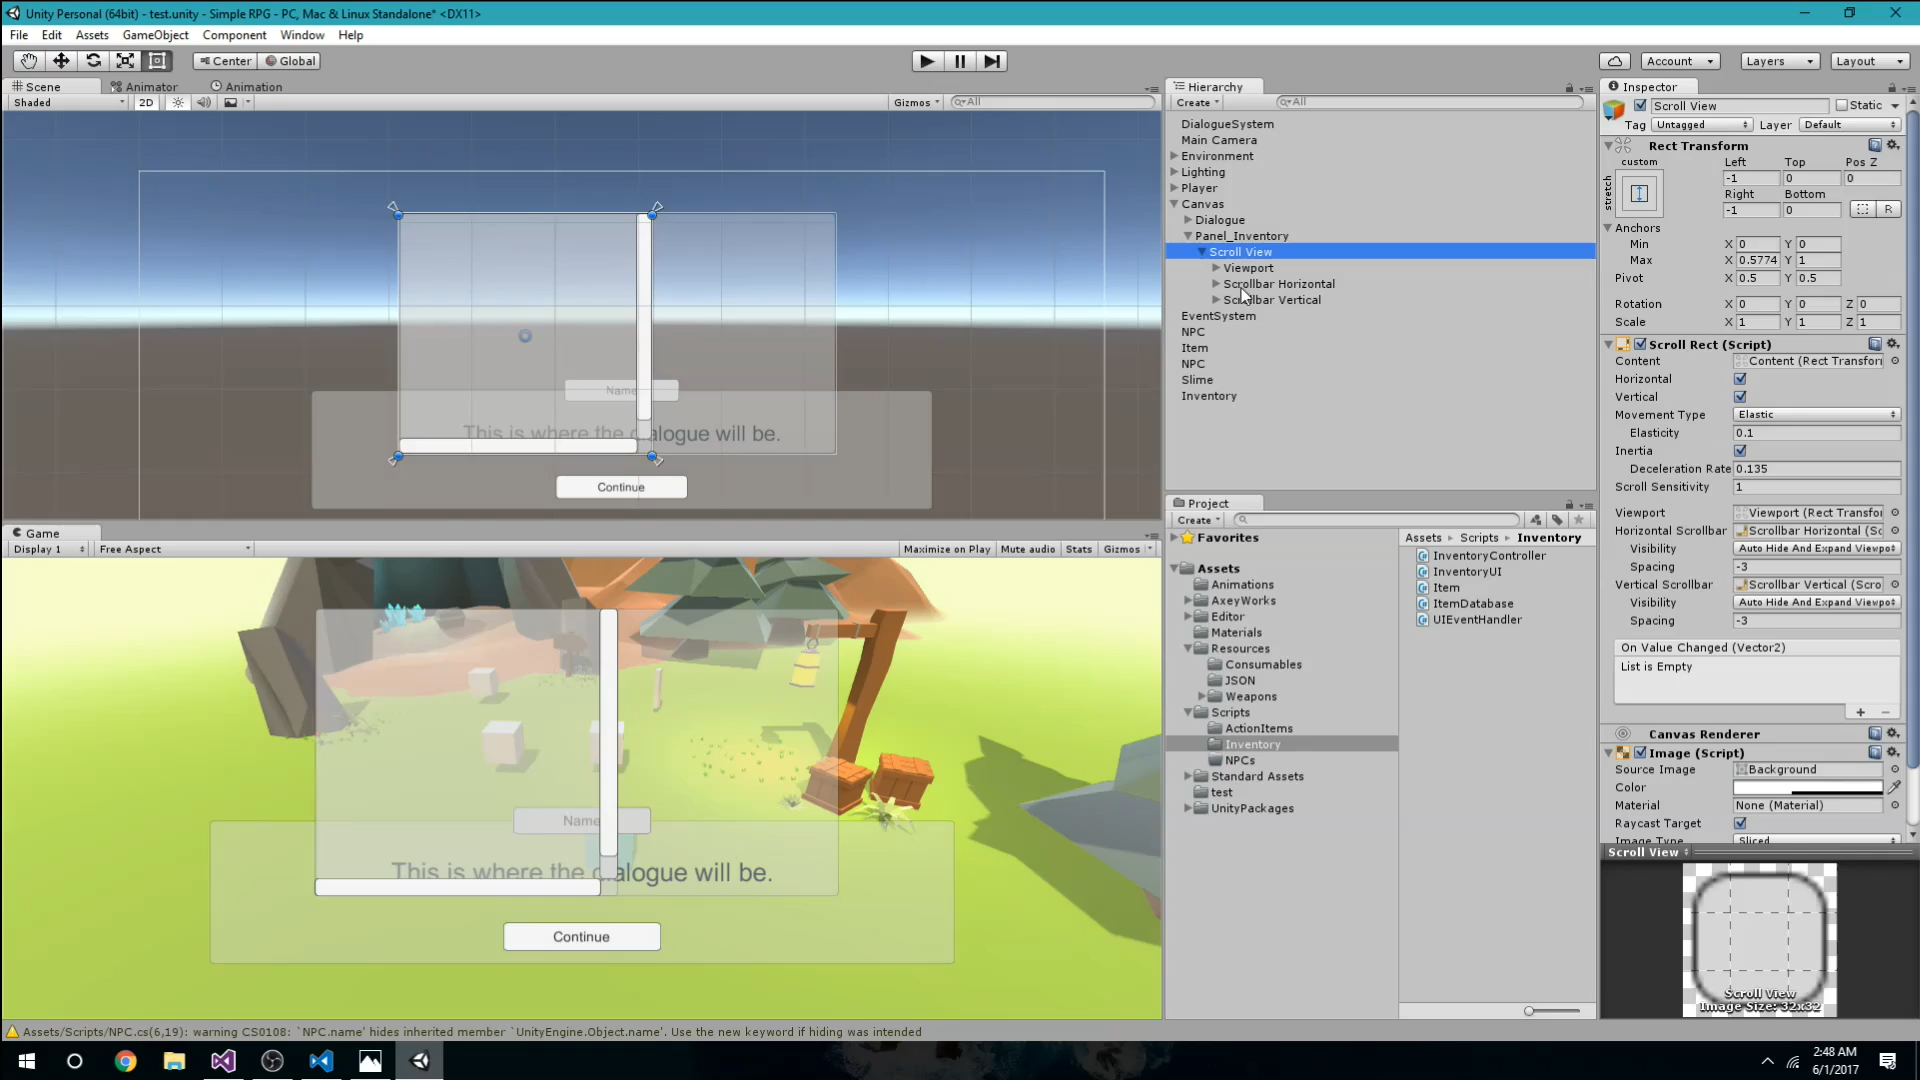 Unity Personal (64bit) - test.unity - Simple RPG - PC, Mac & Linux Standalone* <DX11>
File Edit Assets GameObject Component Window Help
Center Global Account Layers Layout
Scene Animator Animation
Shaded 2D Gizmos All
Name
This is where the dialogue will be.
Continue
Game
Display 1 Free Aspect Maximize on Play Mute audio Stats Gizmos
Name
This is where the dialogue will be.
Continue
Hierarchy
Create All
DialogueSystem
Main Camera
Environment
Lighting
Player
Canvas
Dialogue
Panel_Inventory
Scroll View
Viewport
Scrollbar Horizontal
Scrollbar Vertical
EventSystem
NPC
Item
NPC
Slime
Inventory
Project
Create
Favorites
Assets
Animations
AxeyWorks
Editor
Materials
Resources
Consumables
JSON
Weapons
Scripts
ActionItems
Inventory
NPCs
Standard Assets
test
UnityPackages
Assets Scripts Inventory
InventoryController
InventoryUI
Item
ItemDatabase
UIEventHandler
Inspector
Scroll View Static
Tag Untagged Layer Default
Rect Transform
custom Left Top Pos Z
stretch -1 0 0
Right Bottom
-1 0 R
Anchors
Min X 0 Y 0
Max X 0.5774 Y 1
Pivot X 0.5 Y 0.5
Rotation X 0 Y 0 Z 0
Scale X 1 Y 1 Z 1
Scroll Rect (Script)
Content Content (Rect Transfor
Horizontal
Vertical
Movement Type Elastic
Elasticity 0.1
Inertia
Deceleration Rate 0.135
Scroll Sensitivity 1
Viewport Viewport (Rect Transfo
Horizontal Scrollbar Scrollbar Horizontal (Sc
Visibility Auto Hide And Expand Viewpo
Spacing -3
Vertical Scrollbar Scrollbar Vertical (Scro
Visibility Auto Hide And Expand Viewpo
Spacing -3
On Value Changed (Vector2)
List is Empty
Canvas Renderer
Image (Script)
Source Image Background
Color
Material None (Material)
Raycast Target
Image Type Sliced
Scroll View
Scroll View
Image Size: 32x32
Assets/Scripts/NPC.cs(6,19): warning CS0108: `NPC.name' hides inherited member `UnityEngine.Object.name'. Use the new keyword if hiding was intended
2:48 AM
6/1/2017